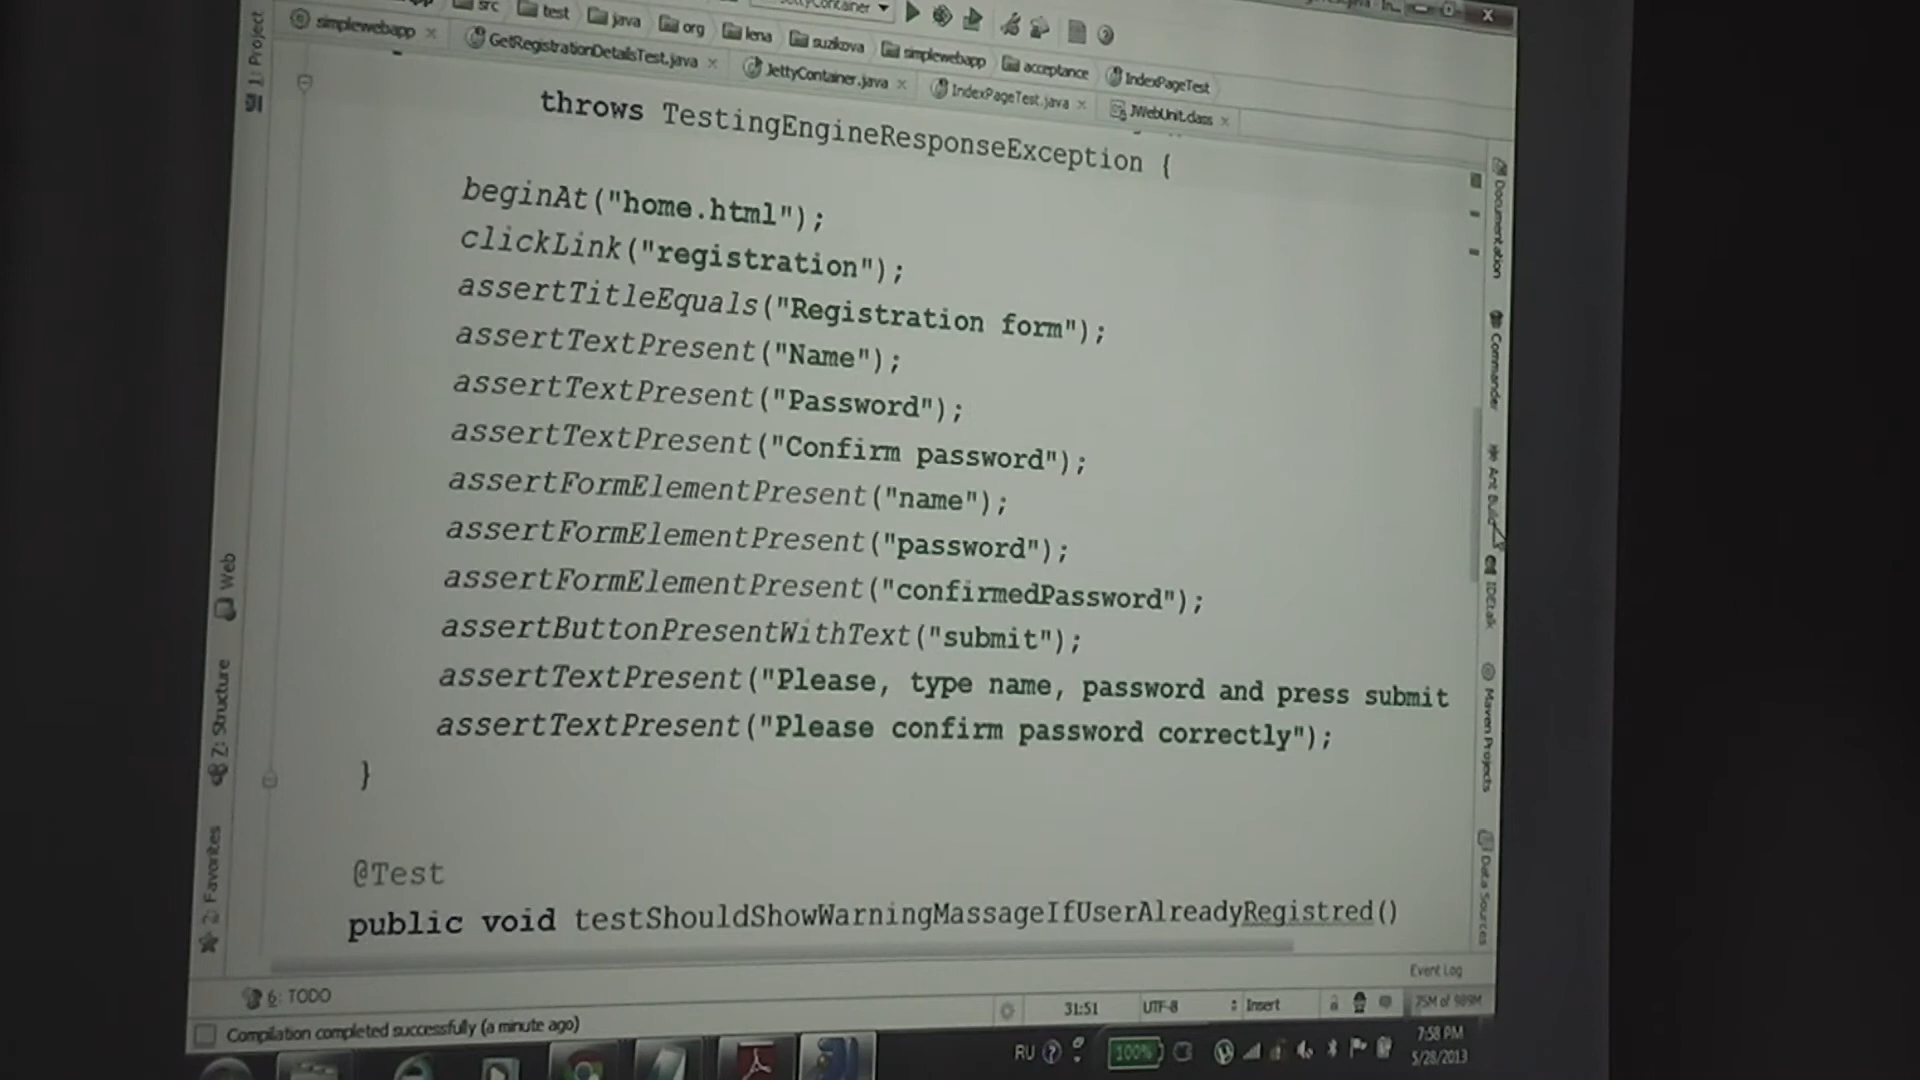 src test java org lena suzikova simplewebapp acceptance IndexPageTest
simplewebapp GetRegistrationDetailsTest.java JettyContainer.java IndexPageTest.java JWebUnit.class
1: Project
throws TestingEngineResponseException {
beginAt("home.html");
clickLink("registration");
assertTitleEquals("Registration form");
assertTextPresent("Name");
assertTextPresent("Password");
assertTextPresent("Confirm password");
assertFormElementPresent("name");
assertFormElementPresent("password");
assertFormElementPresent("confirmedPassword");
assertButtonPresentWithText("submit");
assertTextPresent("Please, type name, password and press submit
assertTextPresent("Please confirm password correctly");
}
@Test
public void testShouldShowWarningMassageIfUserAlreadyRegistred()
Web
Z: Structure
2: Favorites
Documentation
Commander
Ant Build
IDEtalk
Maven Projects
Data Sources
Event Log
6: TODO
31:51 UTF-8 Insert 75M of 989M
Compilation completed successfully (a minute ago)
RU 100% 7:58 PM
5/28/2013